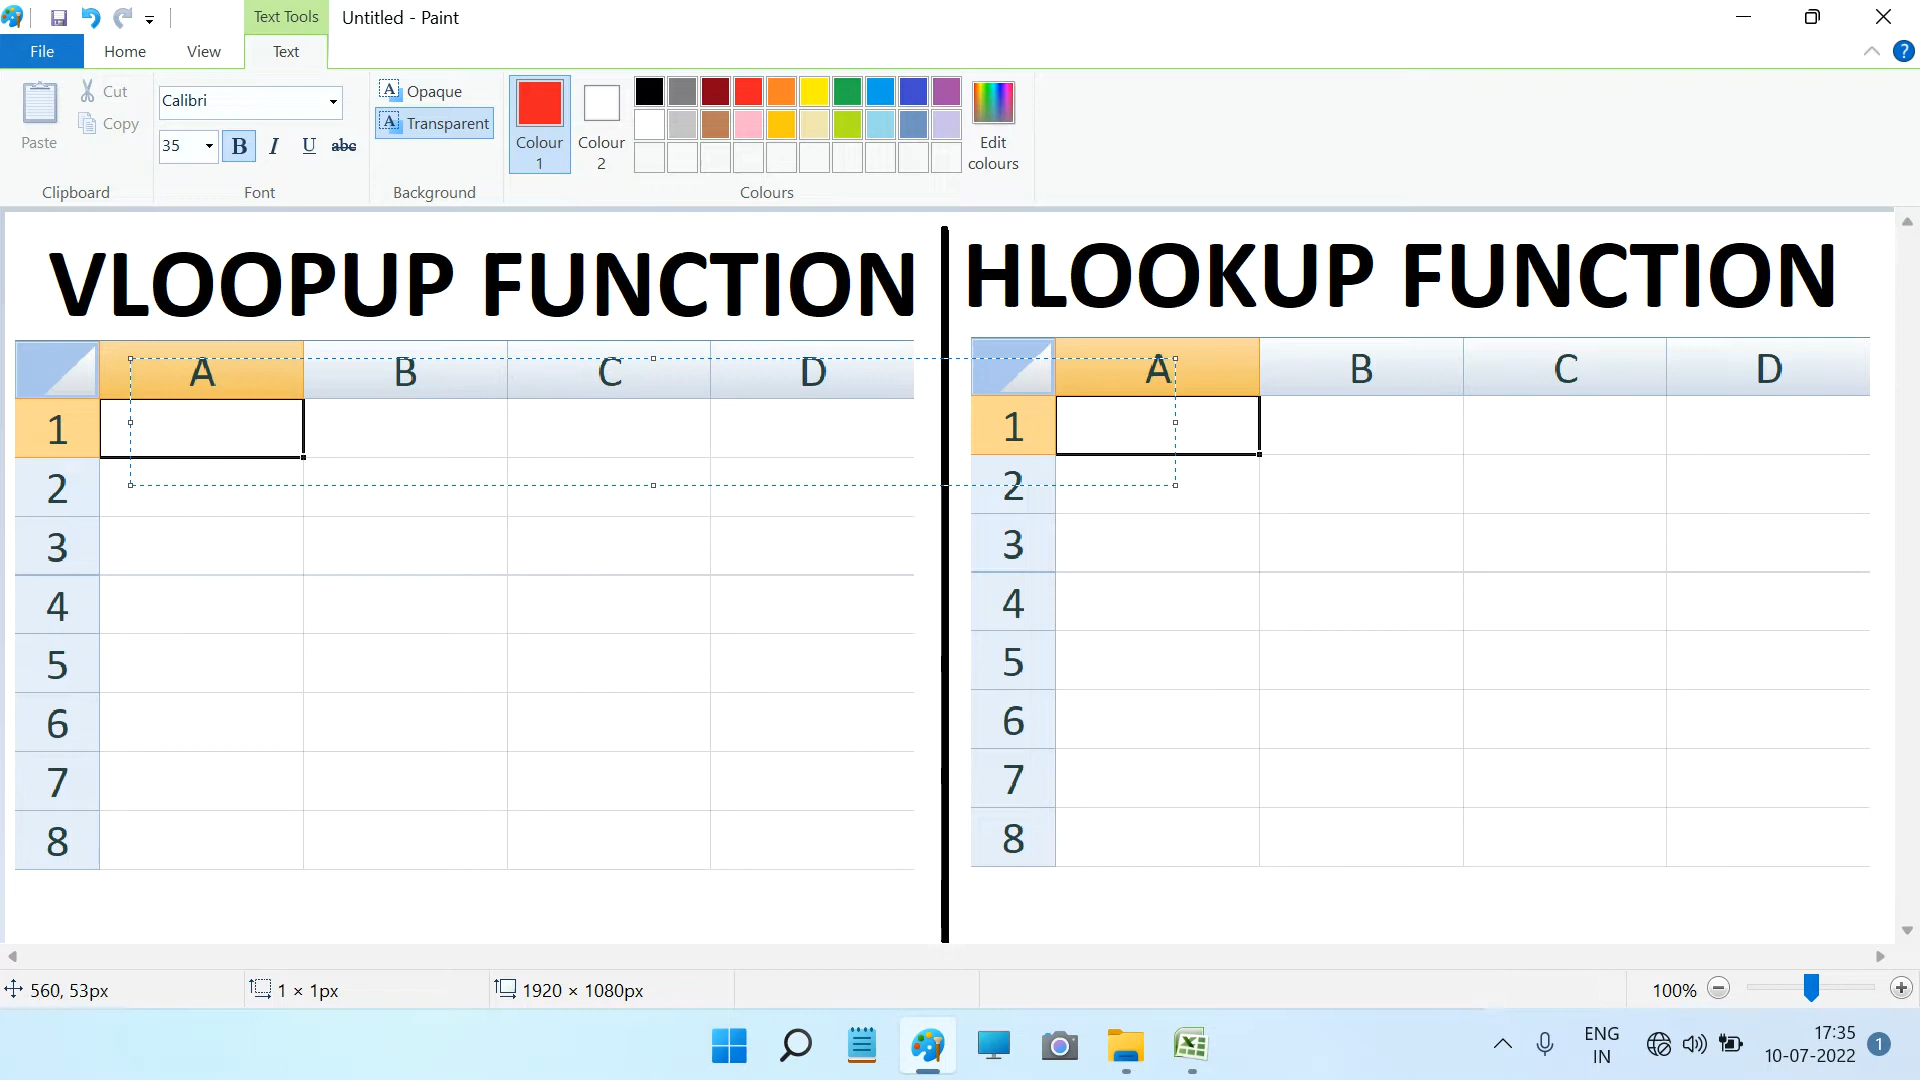 Text Tools
Untitled - Paint
File
Home
View
Text
?
Paste
Cut
Copy
Clipboard
Calibri
35
B I U abc
Font
A Opaque
A Transparent
Background
Colour 1
Colour 2
Edit colours
Colours
VLOOPUP FUNCTION
HLOOKUP FUNCTION
A B C D
1
2
3
4
5
6
7
8
A B C D
1
2
3
4
5
6
7
8
560, 53px
1 × 1px
1920 × 1080px
100%
ENG
IN
17:35
10-07-2022
1